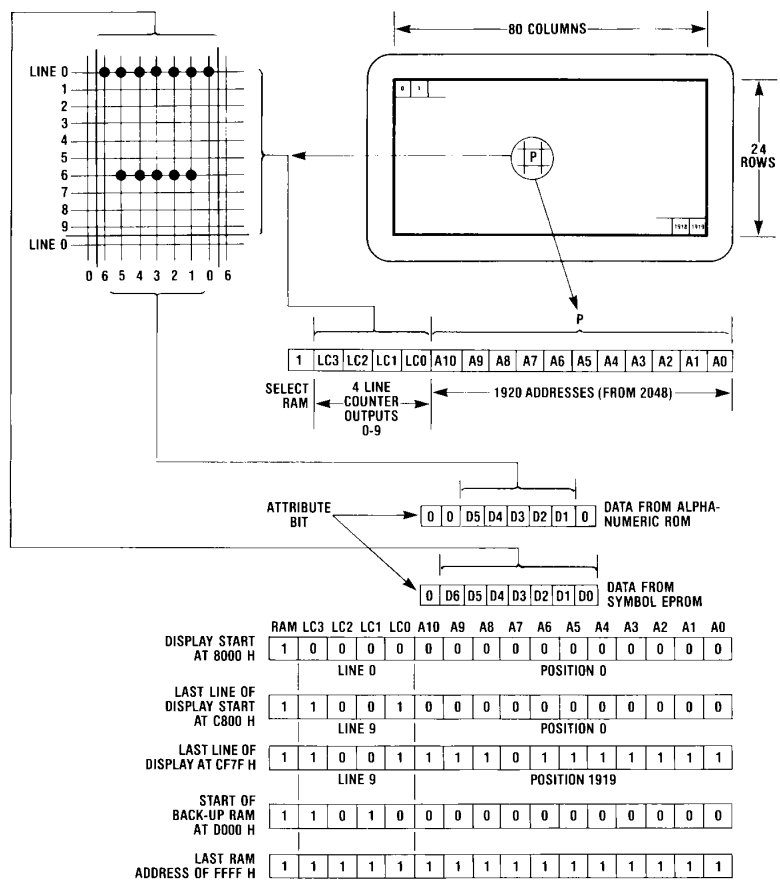 80 COLUMNS
LINE 0
1
2
3
4
5
6
7
8
9
LINE 0
0 6 5 4 3 2 1 0 6
0 1
P
1918 1919
24
ROWS
P
1 LC3 LC2 LC1 LC0 A10 A9 A8 A7 A6 A5 A4 A3 A2 A1 A0
SELECT
RAM
4 LINE
COUNTER
OUTPUTS
0-9
1920 ADDRESSES (FROM 2048)
ATTRIBUTE
BIT
0 0 D5 D4 D3 D2 D1 0
DATA FROM ALPHA-
NUMERIC ROM
0 D6 D5 D4 D3 D2 D1 D0
DATA FROM
SYMBOL EPROM
RAM LC3 LC2 LC1 LC0 A10 A9 A8 A7 A6 A5 A4 A3 A2 A1 A0
DISPLAY START
AT 8000 H
1 0 0 0 0 0 0 0 0 0 0 0 0 0 0 0
LINE 0 POSITION 0
LAST LINE OF
DISPLAY START
AT C800 H
1 1 0 0 1 0 0 0 0 0 0 0 0 0 0 0
LINE 9 POSITION 0
LAST LINE OF
DISPLAY AT CF7F H
1 1 0 0 1 1 1 1 0 1 1 1 1 1 1 1
LINE 9 POSITION 1919
START OF
BACK-UP RAM
AT D000 H
1 1 0 1 0 0 0 0 0 0 0 0 0 0 0 0
LAST RAM
ADDRESS OF FFFF H
1 1 1 1 1 1 1 1 1 1 1 1 1 1 1 1